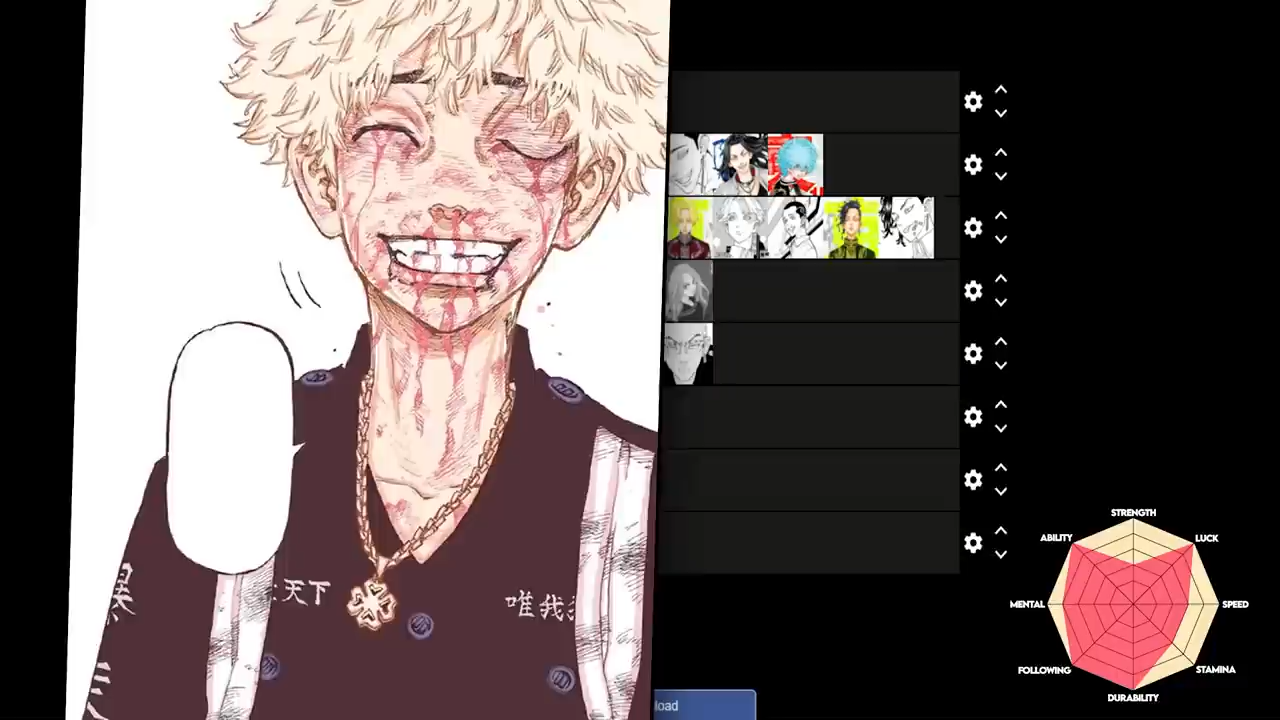 STRENGTH
ABILITY
LUCK
MENTAL
SPEED
FOLLOWING
STAMINA
DURABILITY
天下
唯我
load